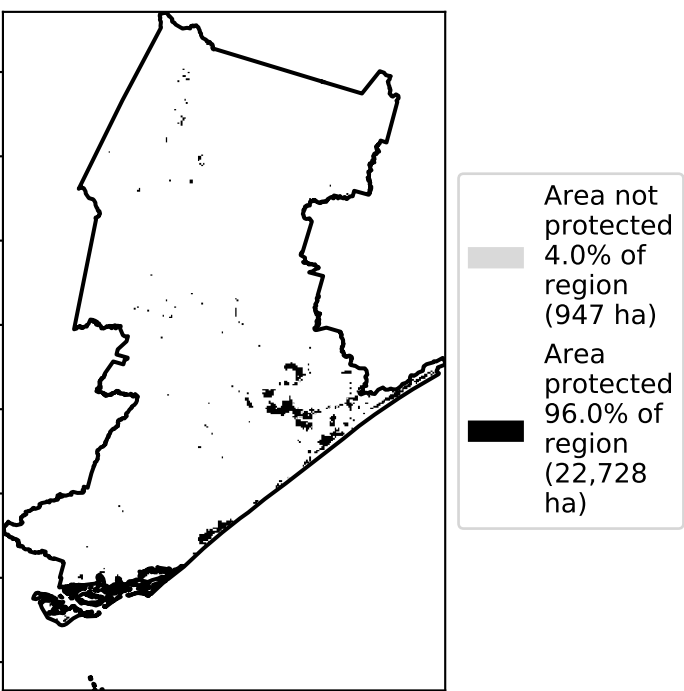 Area not
protected
4.0% of
region
(947 ha)
Area
protected
96.0% of
region
(22,728
ha)